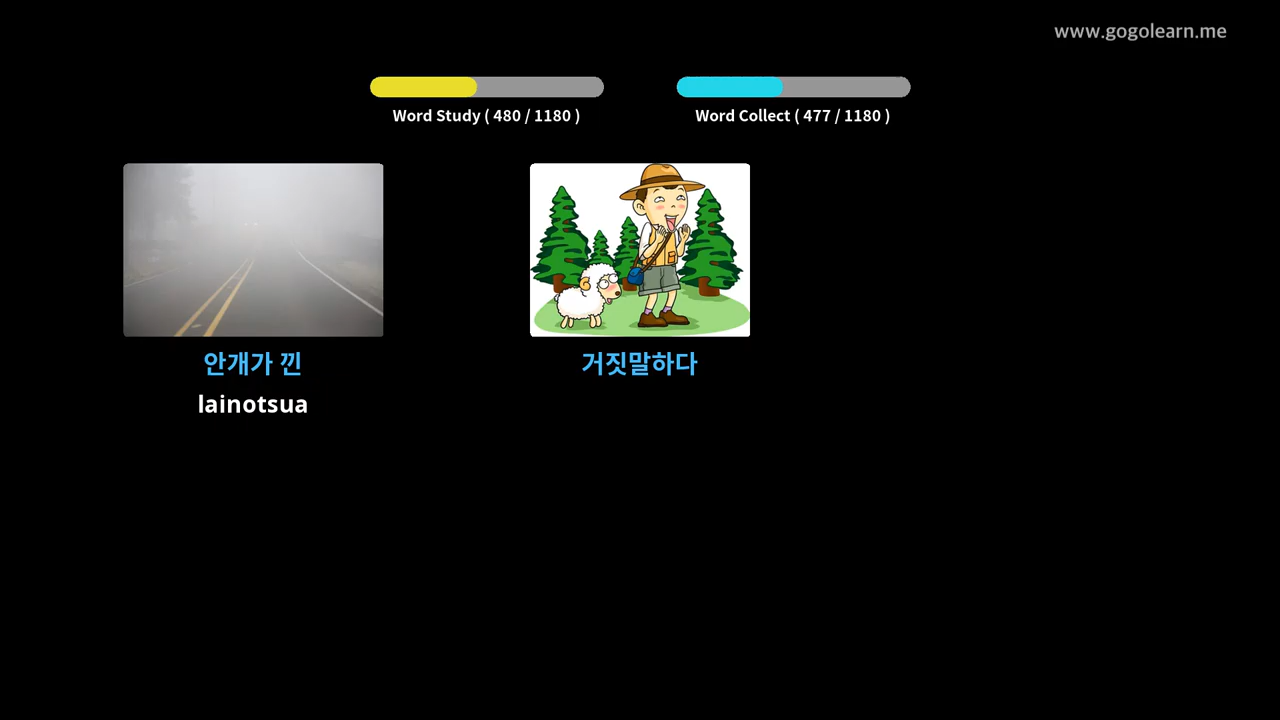 www.gogolearn.me
Word Study ( 480 / 1180 )
Word Collect ( 477 / 1180 )
안개가 낀
거짓말하다
lainotsua